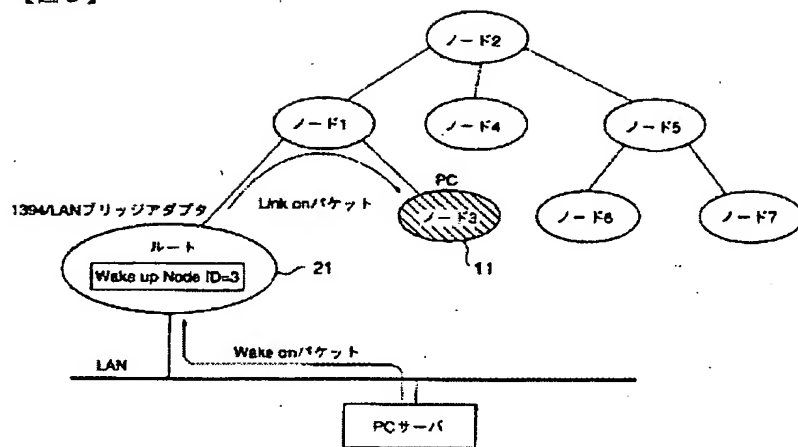 ノード2
ノード1
ノード4
ノード5
PC
1394/LANブリッジアダプタ
Link onパケット
ノード3
ノード6
ノード7
ルート
Wake up Node ID=3
21
11
Wake onパケット
LAN
PCサーバ